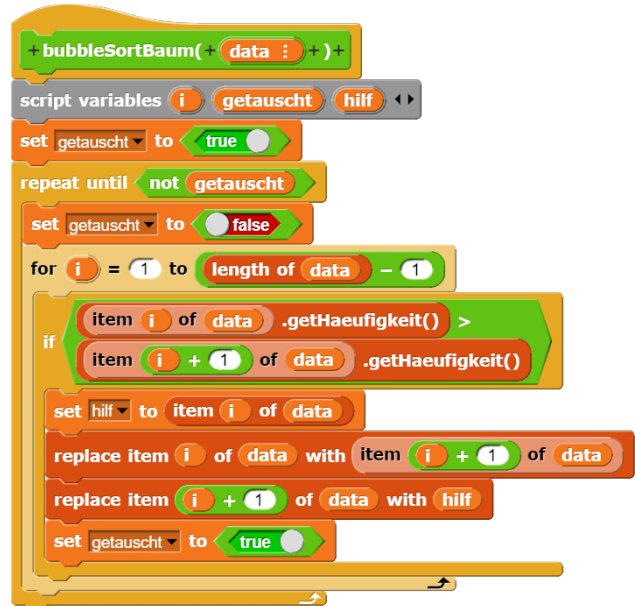 + bubbleSortBaum( + data ⋮ + ) +
script variables i getauscht hilf
set getauscht to true
repeat until not getauscht
set getauscht to false
for i = 1 to length of data - 1
item i of data .getHaeufigkeit() >
if
item i + 1 of data .getHaeufigkeit()
set hilf to item i of data
replace item i of data with item i + 1 of data
replace item i + 1 of data with hilf
set getauscht to true